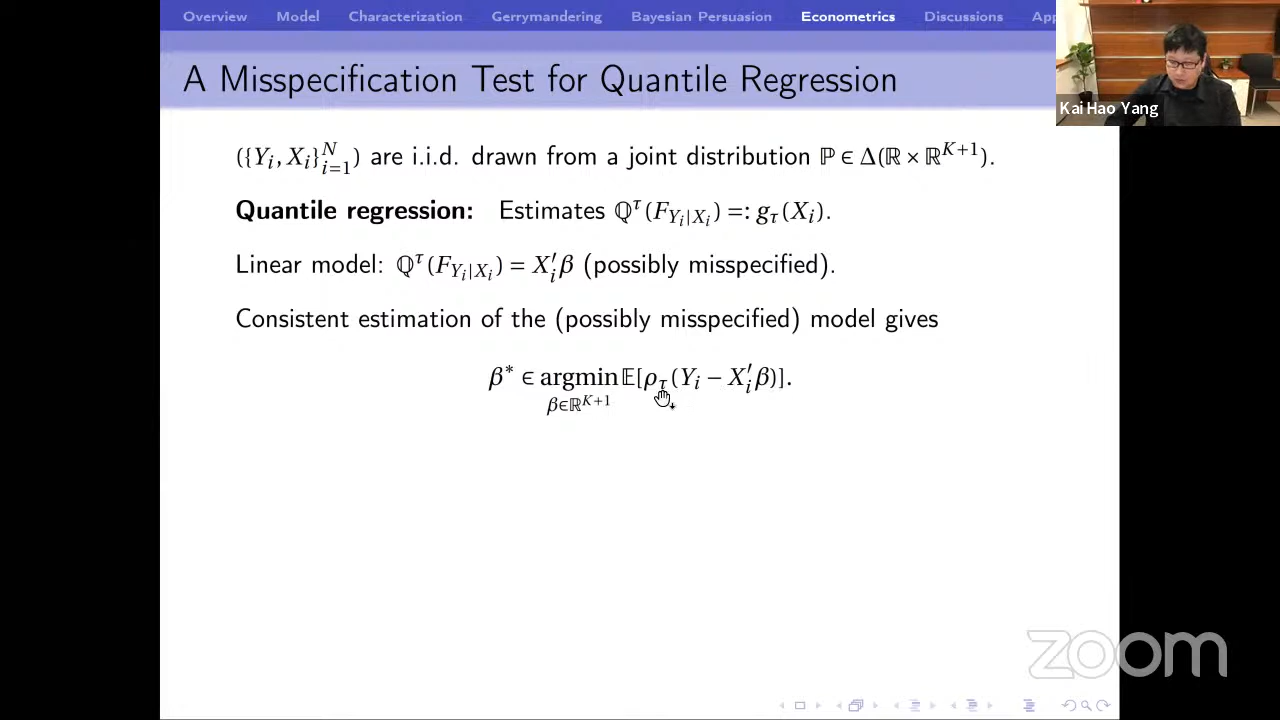 Overview Model Characterization Gerrymandering Bayesian Persuasion Econometrics Discussions App
A Misspecification Test for Quantile Regression
Kai Hao Yang
({Y_i, X_i}_{i=1}^N) are i.i.d. drawn from a joint distribution ℙ ∈ Δ(ℝ × ℝ^{K+1}).
Quantile regression: Estimates ℚ^τ(F_{Y_i|X_i}) =: g_τ(X_i).
Linear model: ℚ^τ(F_{Y_i|X_i}) = X_i′β (possibly misspecified).
Consistent estimation of the (possibly misspecified) model gives
β* ∈ argmin_{β∈ℝ^{K+1}} 𝔼[ρ_τ(Y_i − X_i′β)].
zoom